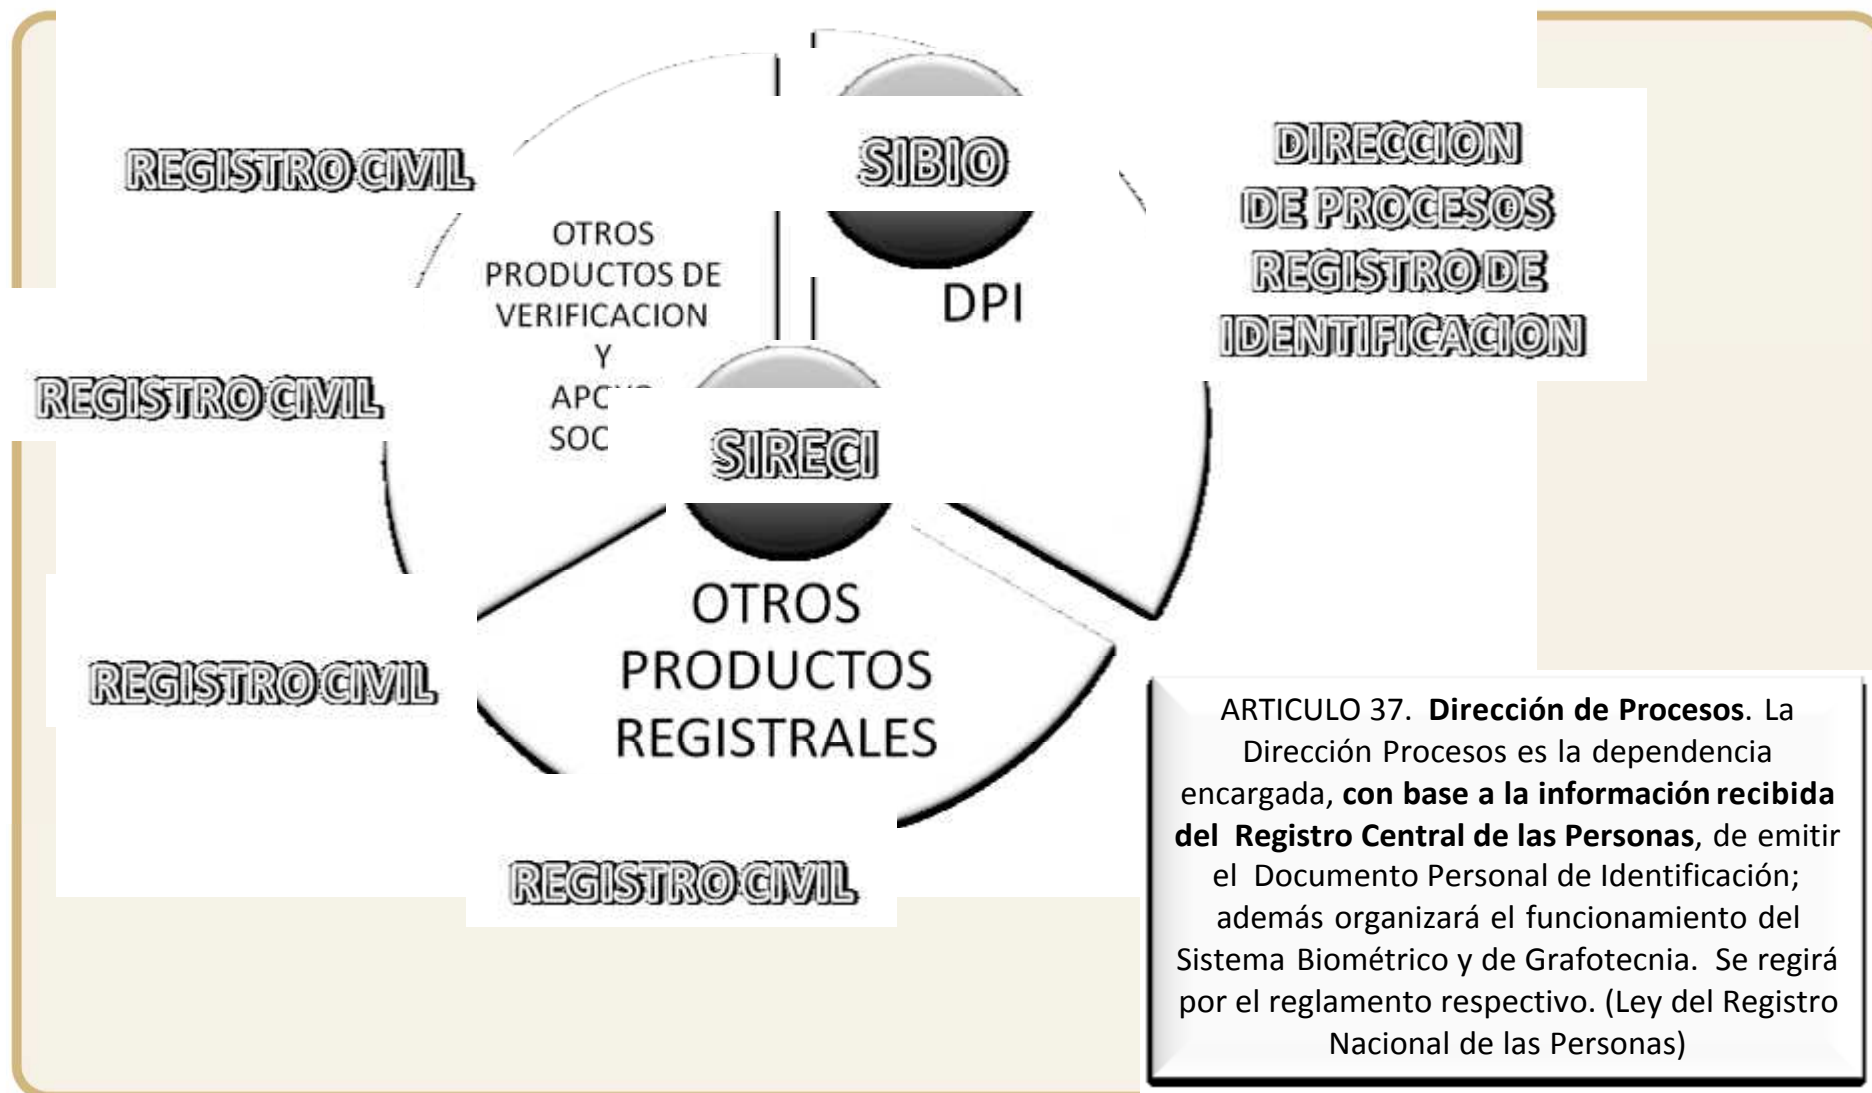 REGISTRO CIVIL
SIBIO
DIRECCION
DE PROCESOS
REGISTRO DE
IDENTIFICACION
OTROS
PRODUCTOS DE
VERIFICACION
Y
DPI
REGISTRO CIVIL
SIRECI
REGISTRO CIVIL
OTROS
PRODUCTOS
REGISTRALES
REGISTRO CIVIL
ARTICULO 37. Dirección de Procesos. La
Dirección Procesos es la dependencia
encargada, con base a la información recibida
del Registro Central de las Personas, de emitir
el Documento Personal de Identificación;
además organizará el funcionamiento del
Sistema Biométrico y de Grafotecnia. Se regirá
por el reglamento respectivo. (Ley del Registro
Nacional de las Personas)